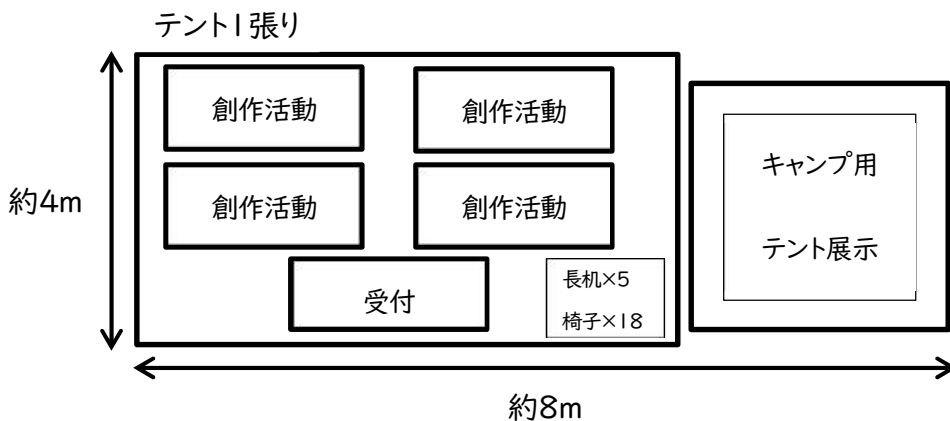 テント1張り
創作活動
創作活動
創作活動
創作活動
受付
長机×5
椅子×18
キャンプ用
テント展示
約4m
約8m